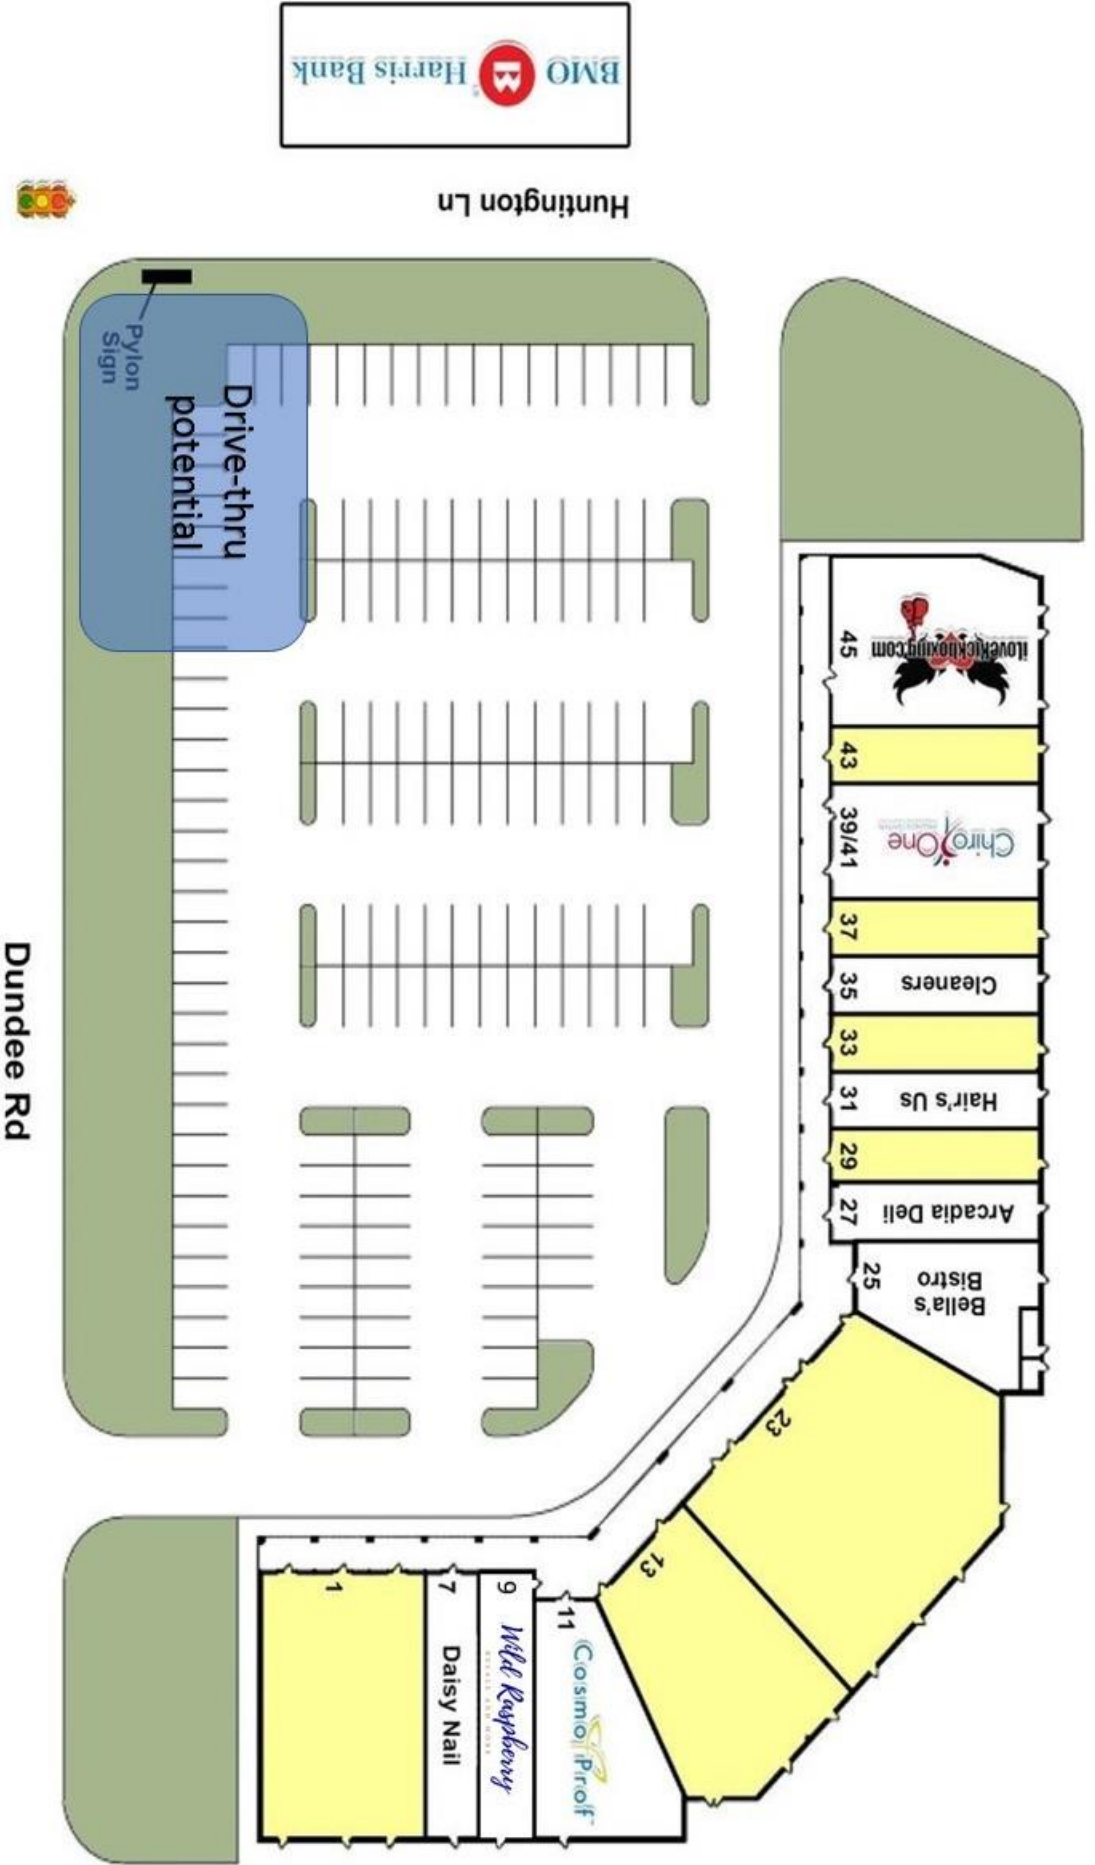 BMO Harris Bank
Huntington Ln
Pylon
Sign
Drive-thru
potential
Dundee Rd
45
ilovekickboxing.com
43
39/41
ChiroOne
37
35
Cleaners
33
31
Hair's Us
29
27
Arcadia Deli
25
Bella's
Bistro
23
13
11
Cosmo Prof
9
Wild Raspberry
7
Daisy Nail
1